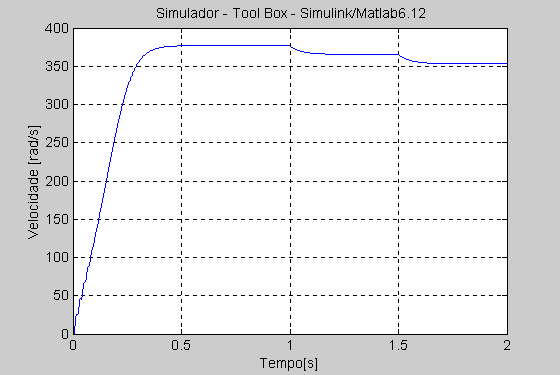 Simulador - Tool Box - Simulink/Matlab6.12
400
350
300
250
200
150
100
50
0
Velocidade [rad/s]
0 0.5 1 1.5 2
Tempo[s]